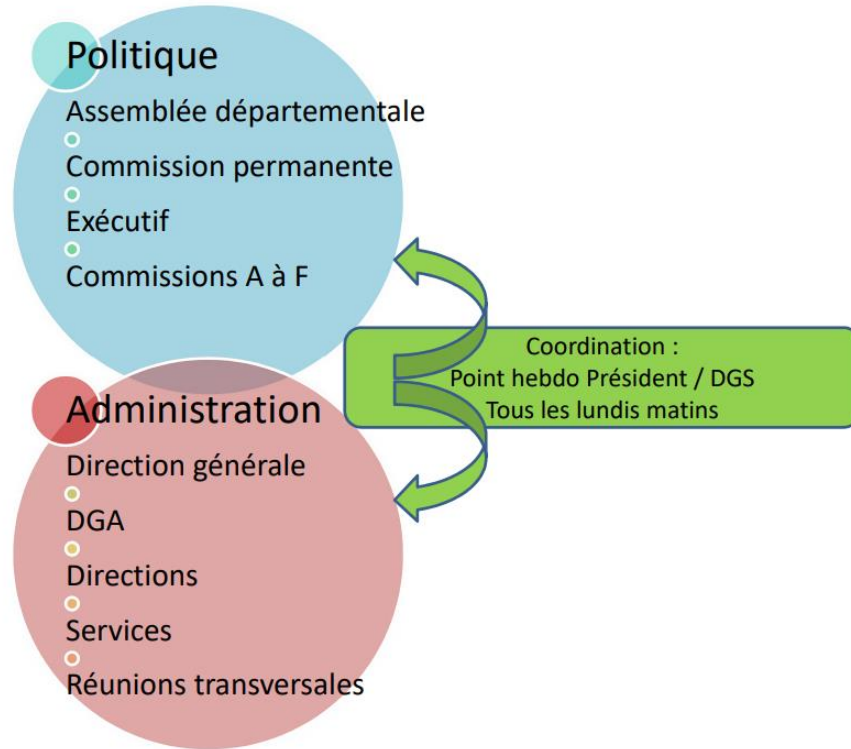 Politique
Assemblée départementale
Commission permanente
Exécutif
Commissions A à F
Coordination :
Point hebdo Président / DGS
Tous les lundis matins
Administration
Direction générale
DGA
Directions
Services
Réunions transversales